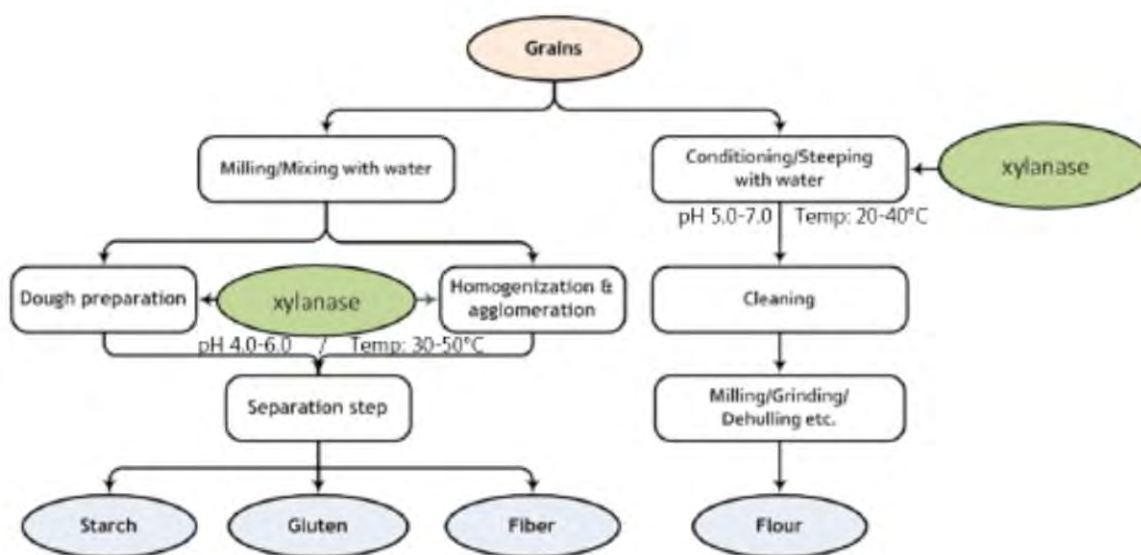 Grains
Milling/Mixing with water
Conditioning/Steeping
with water
xylanase
pH 5.0-7.0 Temp: 20-40°C
Dough preparation
xylanase
Homogenization &
agglomeration
Cleaning
pH 4.0-6.0 / Temp: 30-50°C
Separation step
Milling/Grinding/
Dehulling etc.
Starch
Gluten
Fiber
Flour